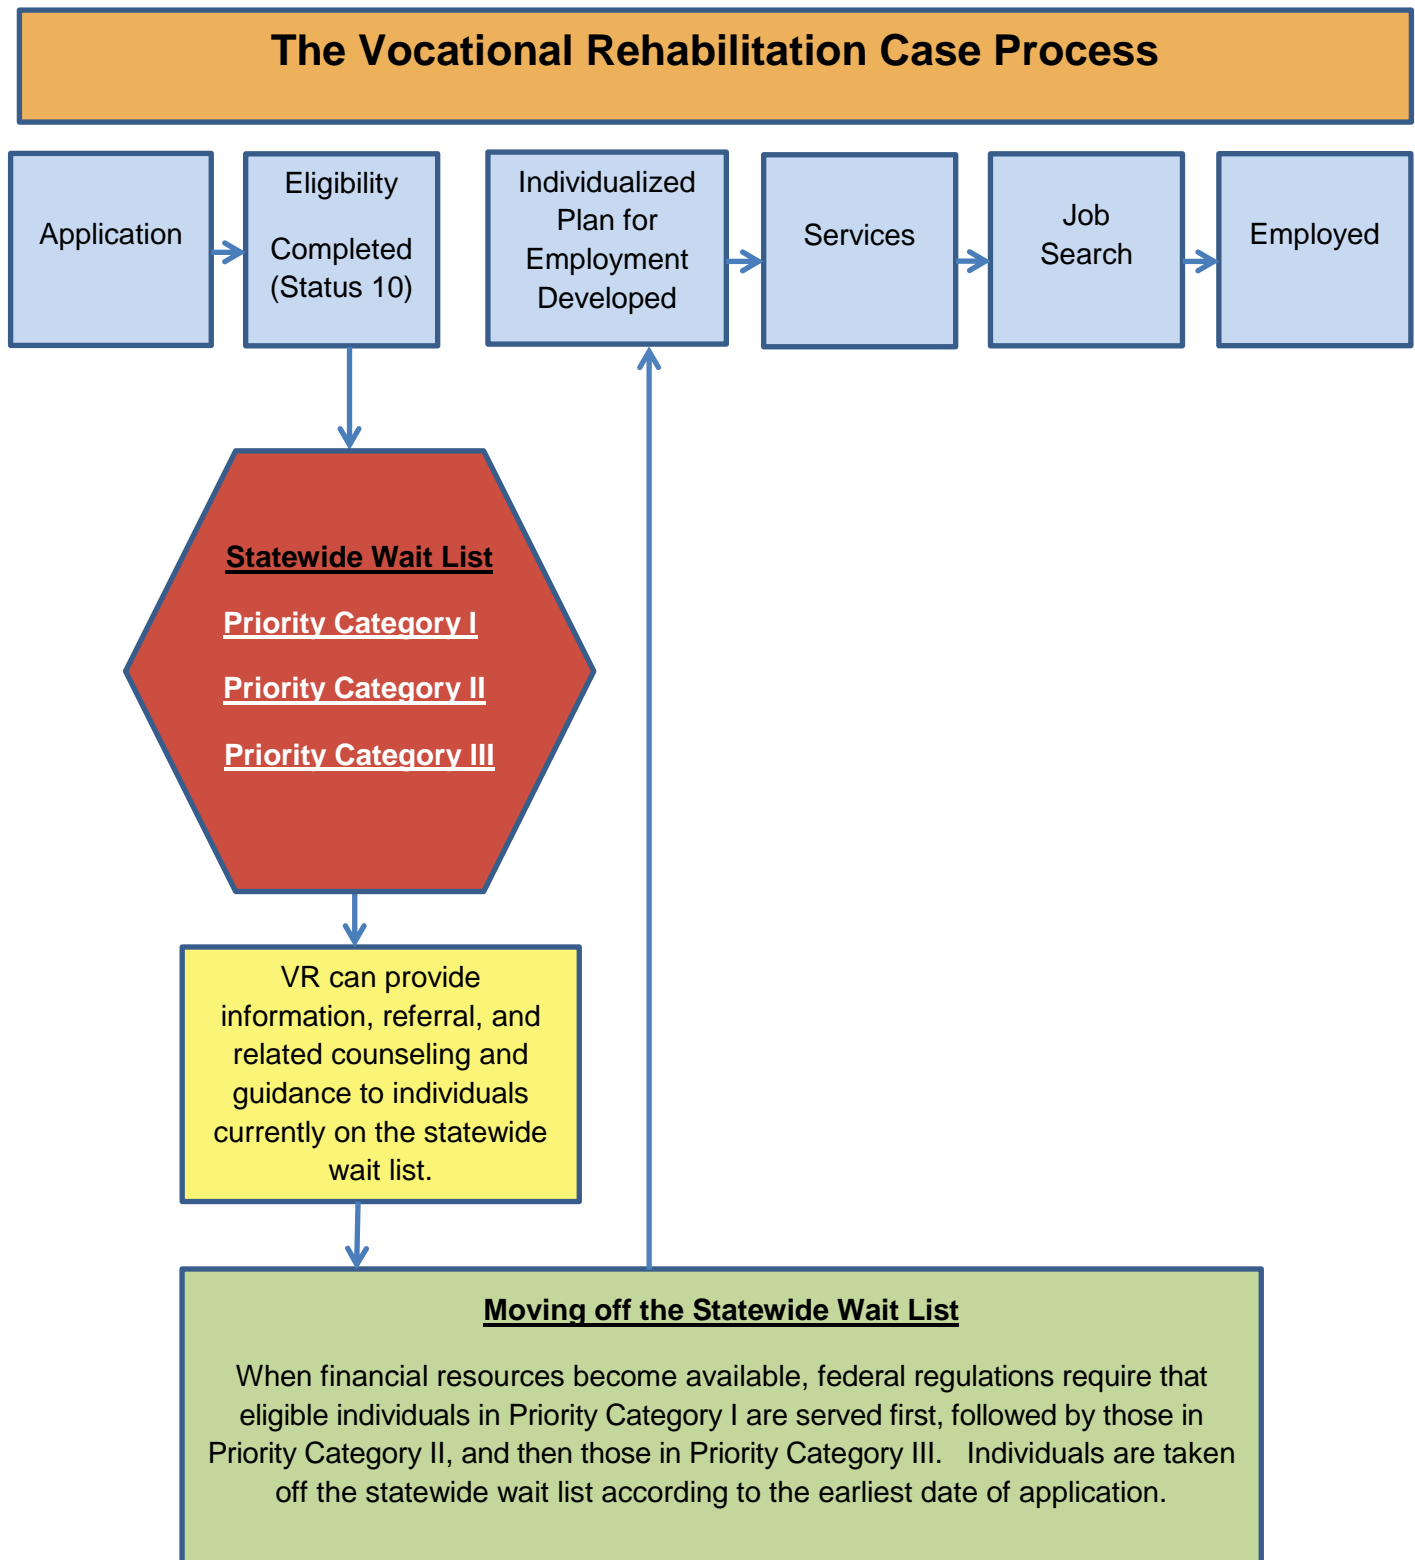 The Vocational Rehabilitation Case Process
Application
Eligibility
Completed
(Status 10)
Individualized
Plan for
Employment
Developed
Services
Job
Search
Employed
Statewide Wait List
Priority Category I
Priority Category II
Priority Category III
VR can provide
information, referral, and
related counseling and
guidance to individuals
currently on the statewide
wait list.
Moving off the Statewide Wait List
When financial resources become available, federal regulations require that
eligible individuals in Priority Category I are served first, followed by those in
Priority Category II, and then those in Priority Category III.   Individuals are taken
off the statewide wait list according to the earliest date of application.